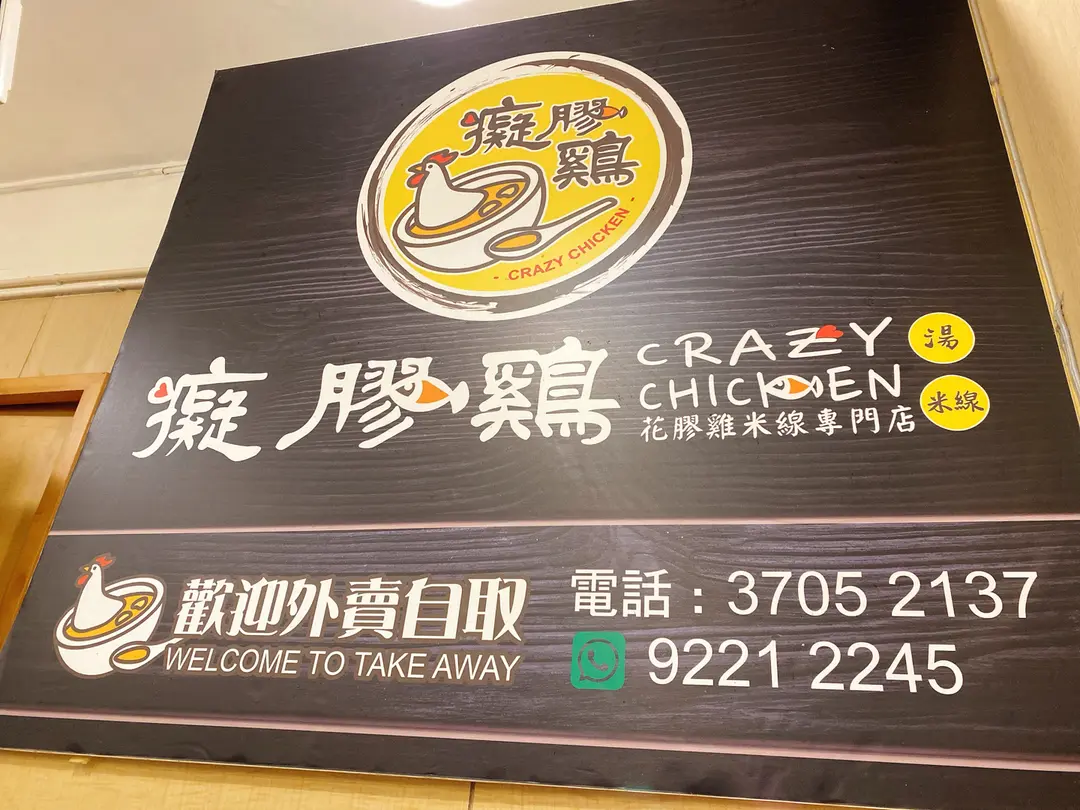 癡膠
鷄
- CRAZY CHICKEN -
癡膠鷄
CRAZY
CHICKEN
花膠雞米線專門店
湯
米線
歡迎外賣自取
WELCOME TO TAKE AWAY
電話：3705 2137
9221 2245